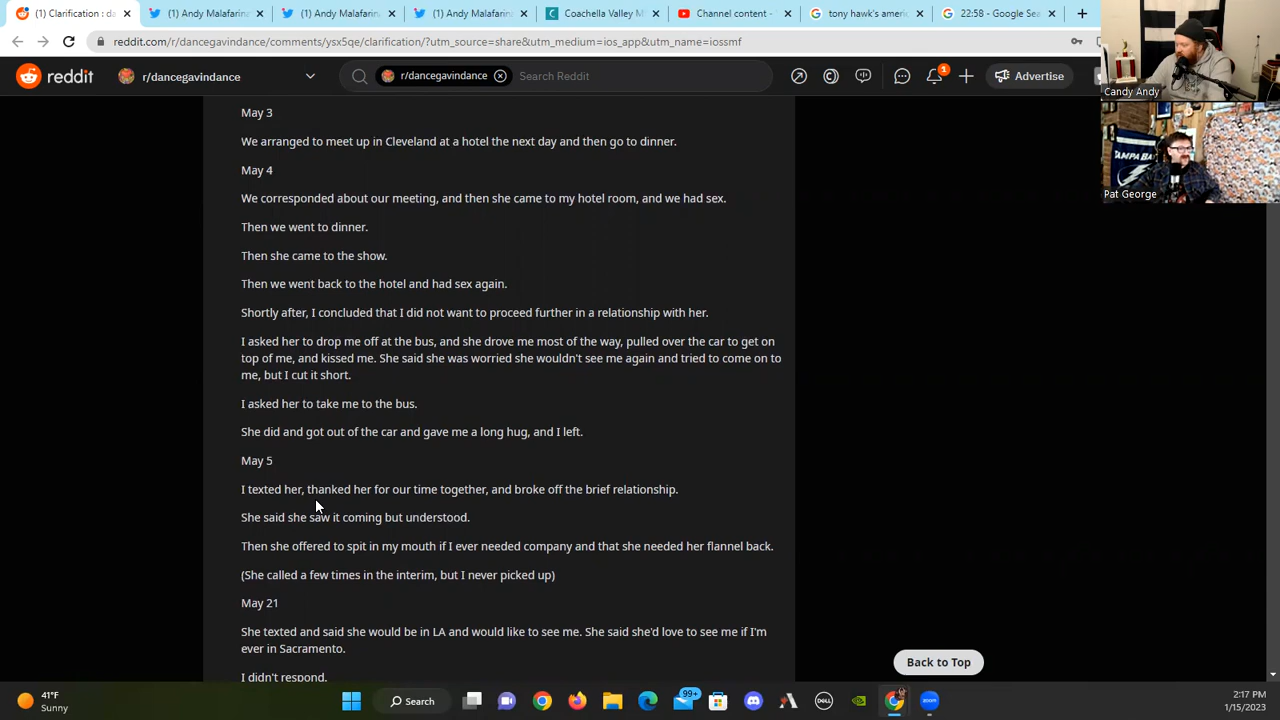 (1) Clarification : da
(1) Andy Malafarina
(1) Andy Malafarina
(1) Andy Malafarina
Coachella Valley M
Channel content -
tony hawk's americ
22:58 - Google Sea
reddit.com/r/dancegavindance/comments/ysx5qe/clarification/?utm_source=share&utm_medium=ios_app&utm_name=iossmf
reddit
r/dancegavindance
r/dancegavindance
Search Reddit
1
Advertise
Candy Andy
TAMPA BA
Pat George
May 3
We arranged to meet up in Cleveland at a hotel the next day and then go to dinner.
May 4
We corresponded about our meeting, and then she came to my hotel room, and we had sex.
Then we went to dinner.
Then she came to the show.
Then we went back to the hotel and had sex again.
Shortly after, I concluded that I did not want to proceed further in a relationship with her.
I asked her to drop me off at the bus, and she drove me most of the way, pulled over the car to get on
top of me, and kissed me. She said she was worried she wouldn't see me again and tried to come on to
me, but I cut it short.
I asked her to take me to the bus.
She did and got out of the car and gave me a long hug, and I left.
May 5
I texted her, thanked her for our time together, and broke off the brief relationship.
She said she saw it coming but understood.
Then she offered to spit in my mouth if I ever needed company and that she needed her flannel back.
(She called a few times in the interim, but I never picked up)
May 21
She texted and said she would be in LA and would like to see me. She said she'd love to see me if I'm
ever in Sacramento.
I didn't respond.
Back to Top
41°F
Sunny
Search
99+
DELL
2:17 PM
1/15/2023